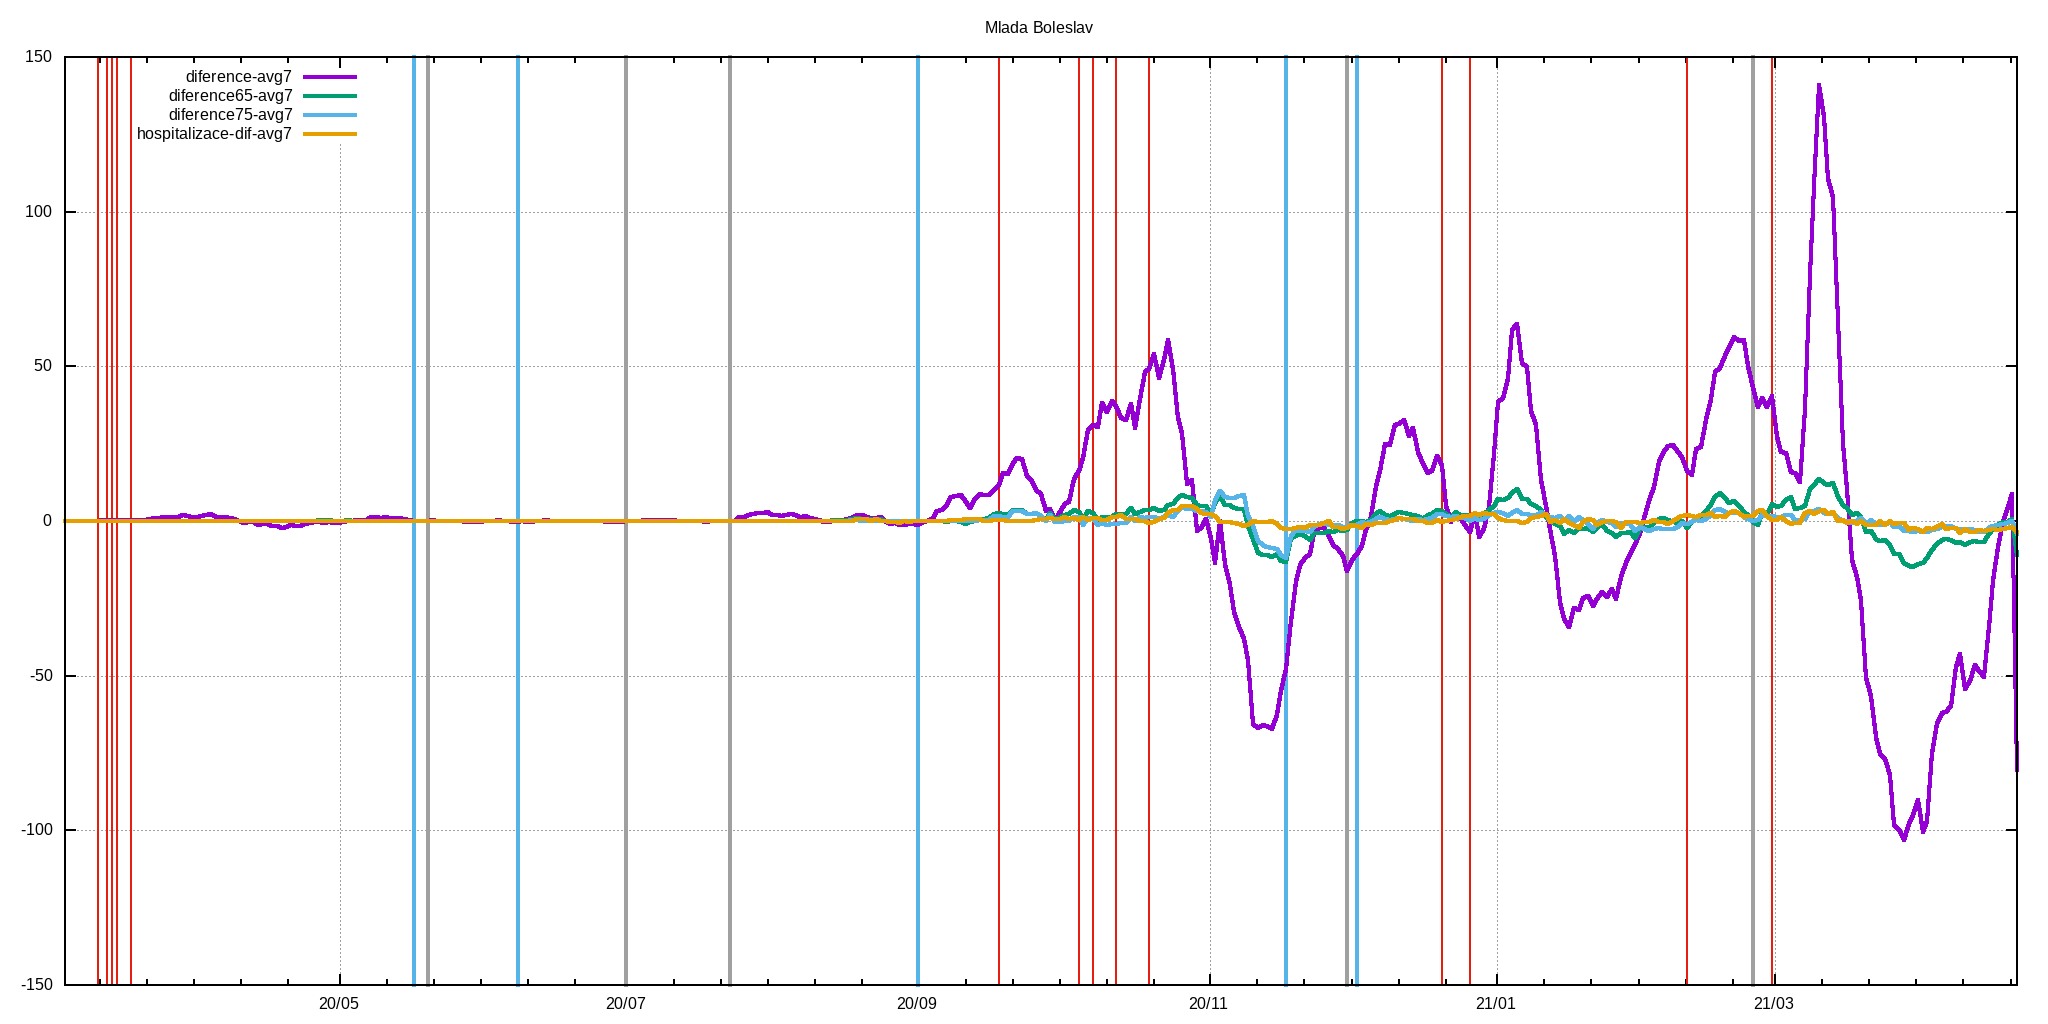 Mlada Boleslav
150
100
50
0
-50
-100
-150
diference-avg7
diference65-avg7
diference75-avg7
hospitalizace-dif-avg7
20/05
20/07
20/09
20/11
21/01
21/03